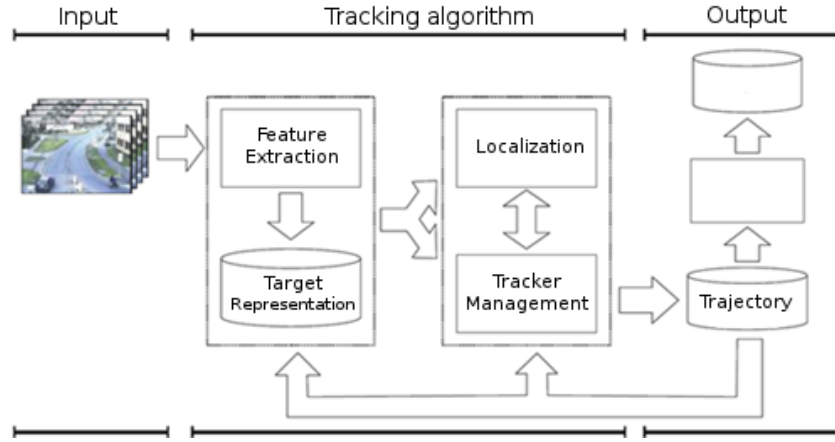 Input
Tracking algorithm
Output
Feature
Extraction
Target
Representation
Localization
Tracker
Management
Trajectory